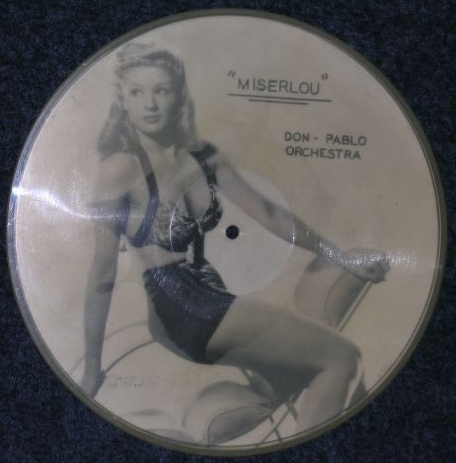 "MISERLOU"
DON - PABLO
ORCHESTRA